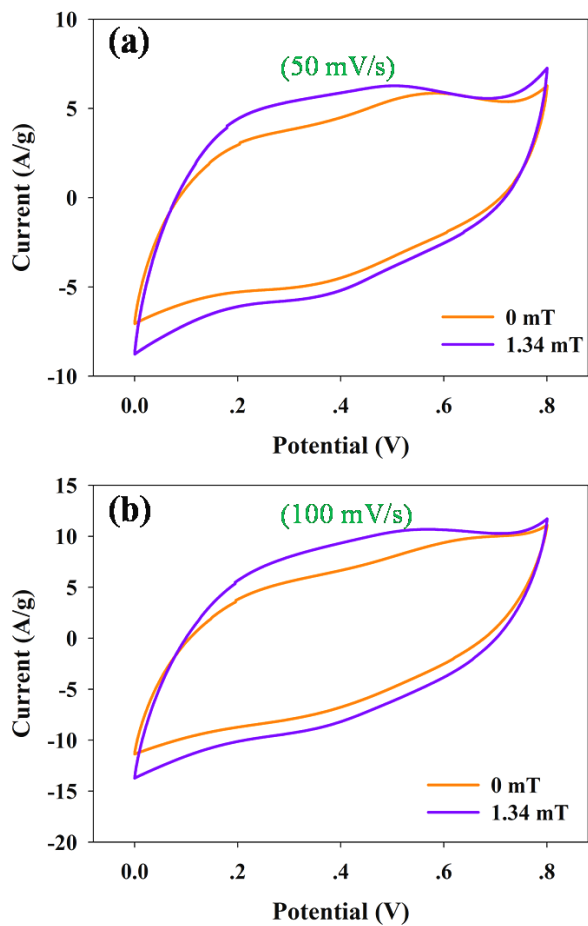 (a)
(50 mV/s)
10
5
0
-5
-10
Current (A/g)
0 mT
1.34 mT
0.0
.2
.4
.6
.8
Potential (V)
(b)
(100 mV/s)
15
10
5
0
-5
-10
-15
-20
Current (A/g)
0 mT
1.34 mT
0.0
.2
.4
.6
.8
Potential (V)